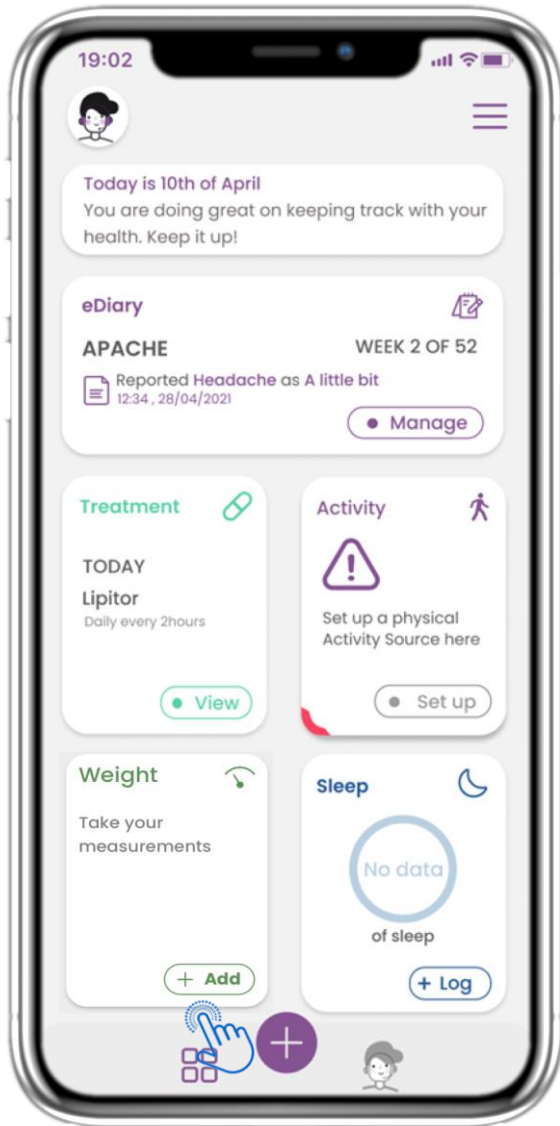 19:02
Today is 10th of April
You are doing great on keeping track with your
health. Keep it up!
eDiary
APACHE
WEEK 2 OF 52
Reported Headache as A little bit
12:34 , 28/04/2021
Manage
Treatment
TODAY
Lipitor
Daily every 2hours
View
Activity
Set up a physical
Activity Source here
Set up
Weight
Take your
measurements
+ Add
Sleep
No data
of sleep
+ Log